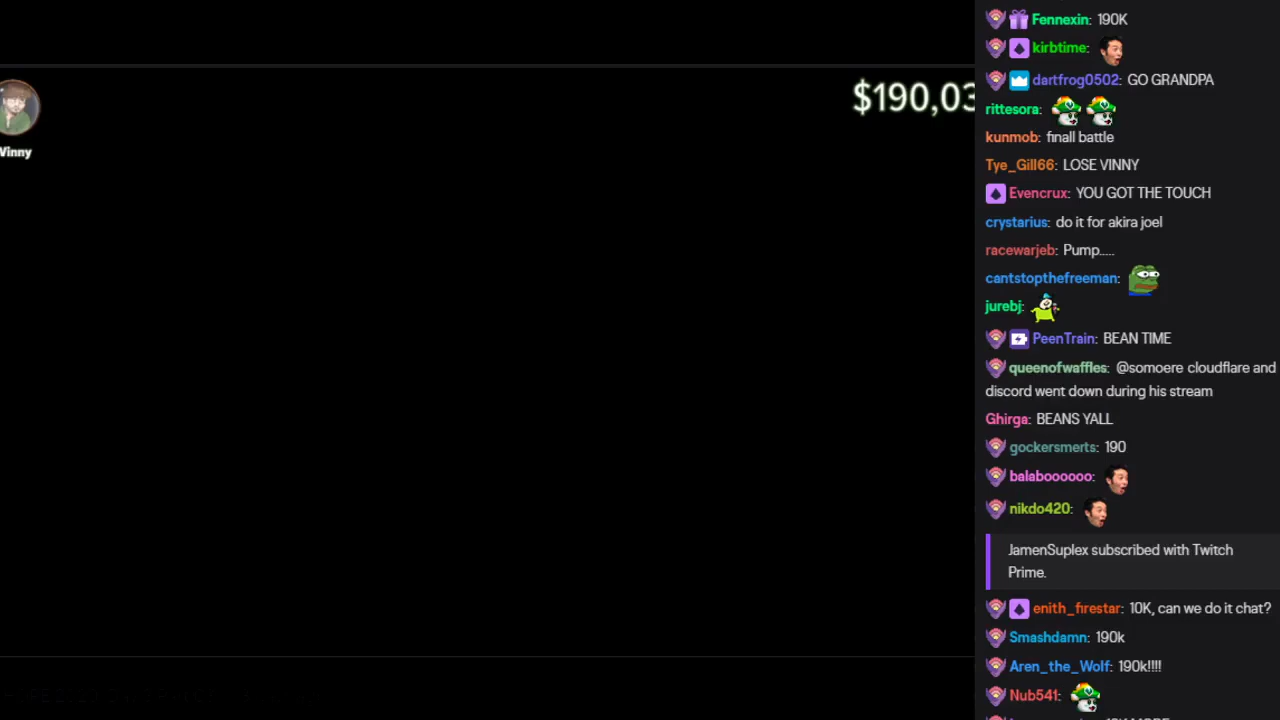 Vinny
$190,03
Fennexin: 190K
kirbtime:
dartfrog0502: GO GRANDPA
rittesora:
kunmob: finall battle
Tye_Gill66: LOSE VINNY
Evencrux: YOU GOT THE TOUCH
crystarius: do it for akira joel
racewarjeb: Pump.....
cantstopthefreeman:
jurebj:
PeenTrain: BEAN TIME
queenofwaffles: @somoere cloudflare and
discord went down during his stream
Ghirga: BEANS YALL
gockersmerts: 190
balaboooooo:
nikdo420:
JamenSuplex subscribed with Twitch
Prime.
enith_firestar: 10K, can we do it chat?
Smashdamn: 190k
Aren_the_Wolf: 190k!!!!
Nub541: